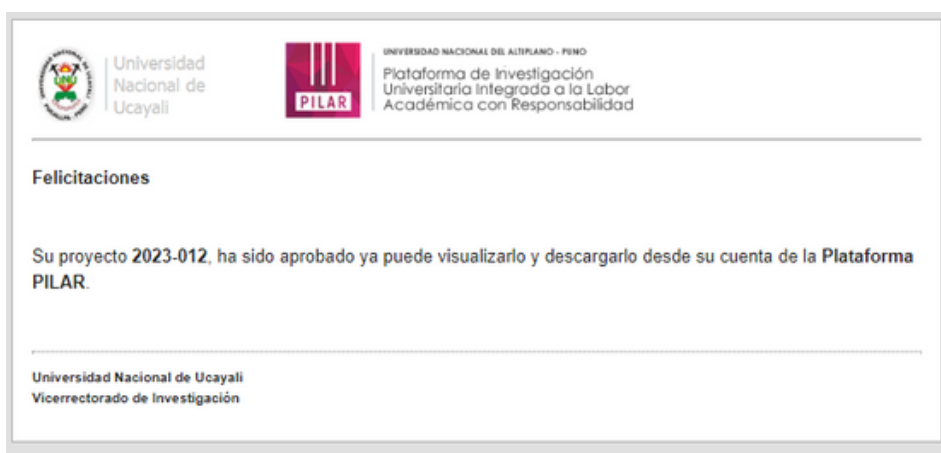 Universidad
Nacional de
Ucayali
PILAR
UNIVERSIDAD NACIONAL DEL ALTIPLANO - PUNO
Plataforma de Investigación
Universitaria Integrada a la Labor
Académica con Responsabilidad
Felicitaciones
Su proyecto 2023-012, ha sido aprobado ya puede visualizarlo y descargarlo desde su cuenta de la Plataforma
PILAR.
Universidad Nacional de Ucayali
Vicerrectorado de Investigación